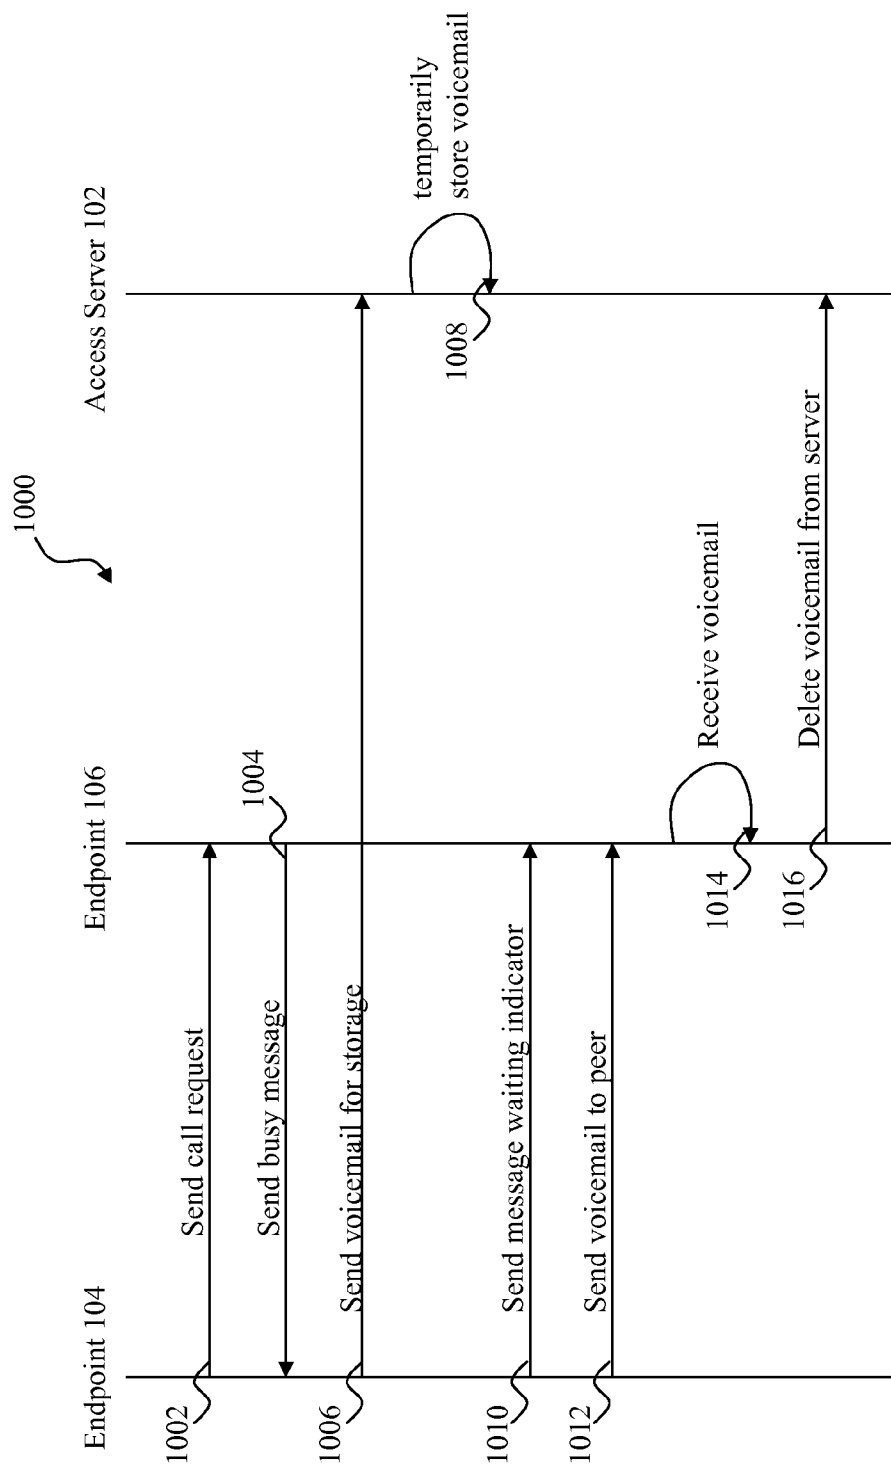 1000
Endpoint 104
Endpoint 106
Access Server 102
1002
Send call request
Send busy message
1004
1006
Send voicemail for storage
temporarily
store voicemail
1008
1010
Send message waiting indicator
1012
Send voicemail to peer
Receive voicemail
1014
1016
Delete voicemail from server